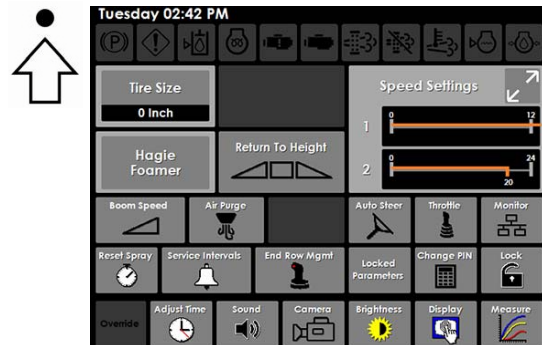 Tuesday 02:42 PM
Tire Size
0 Inch
Speed Settings
1
0
12
Hagie
Foamer
Return To Height
2
0
24
20
Boom Speed
Air Purge
Auto Steer
Throttle
Monitor
Reset Spray
Service Intervals
End Row Mgmt
Locked
Parameters
Change PIN
Lock
Override
Adjust Time
Sound
Camera
Brightness
Display
Measure